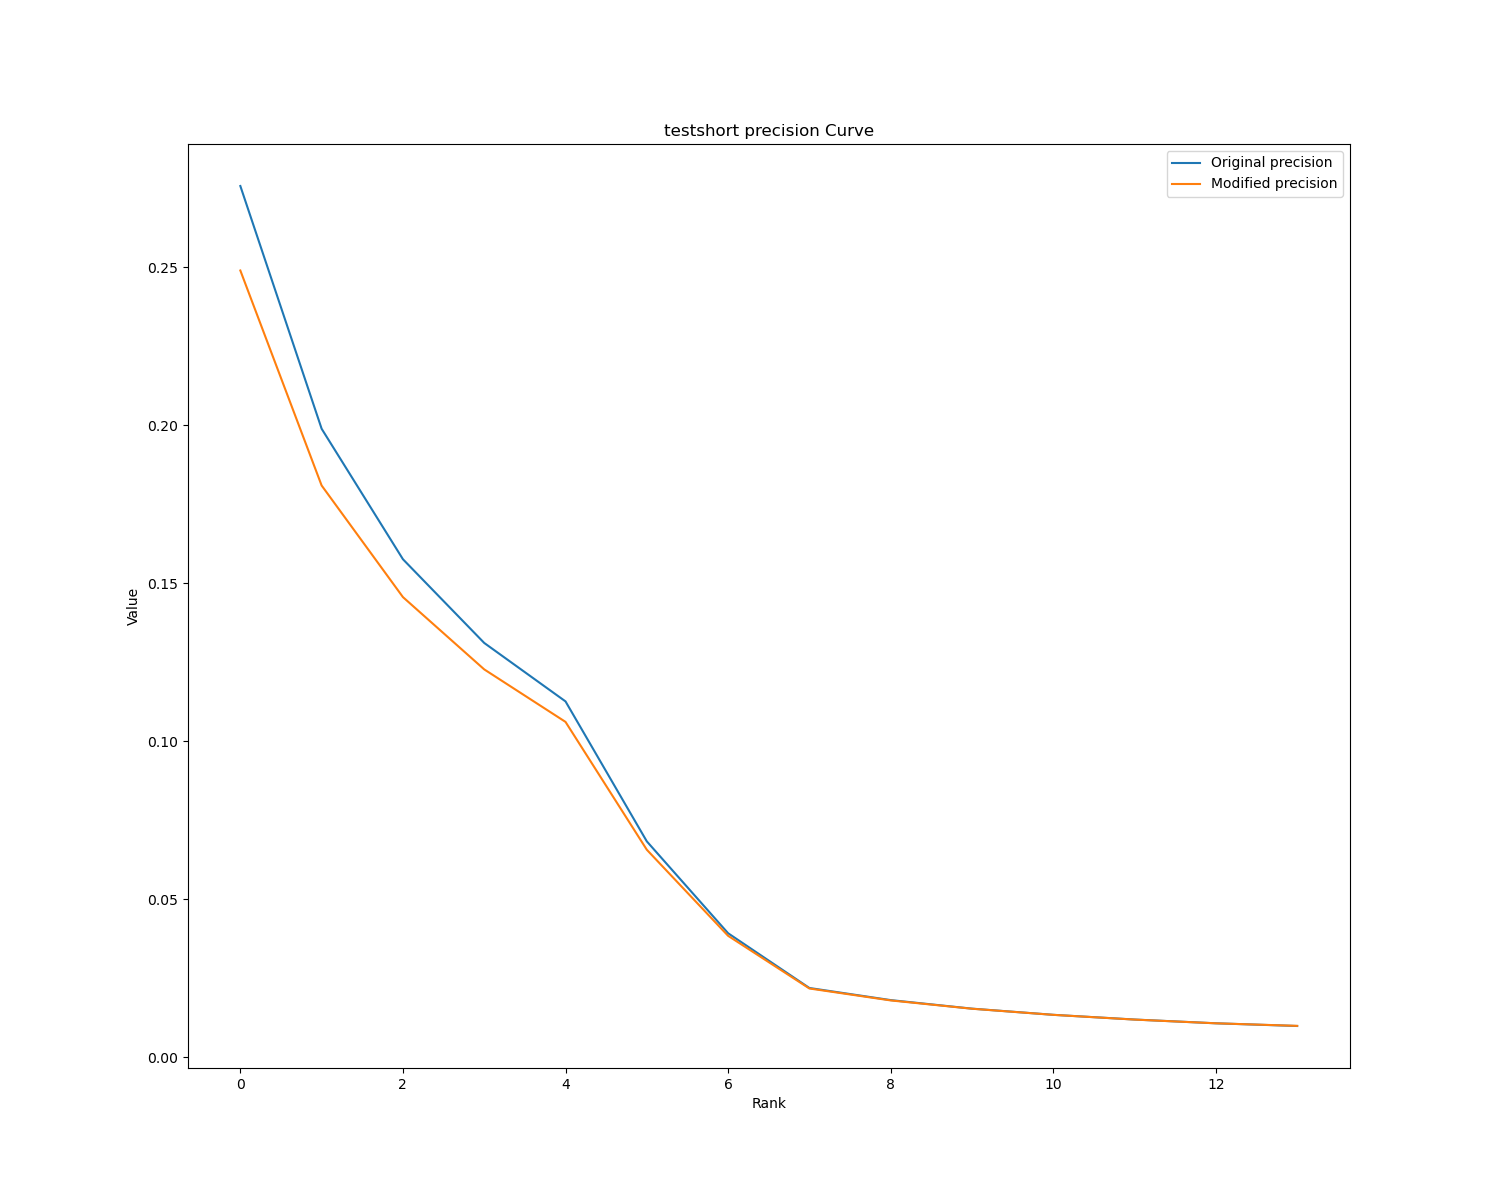 testshort precision Curve
Original precision
Modified precision
0.25
0.20
0.15
0.10
0.05
0.00
Value
0 2 4 6 8 10 12
Rank